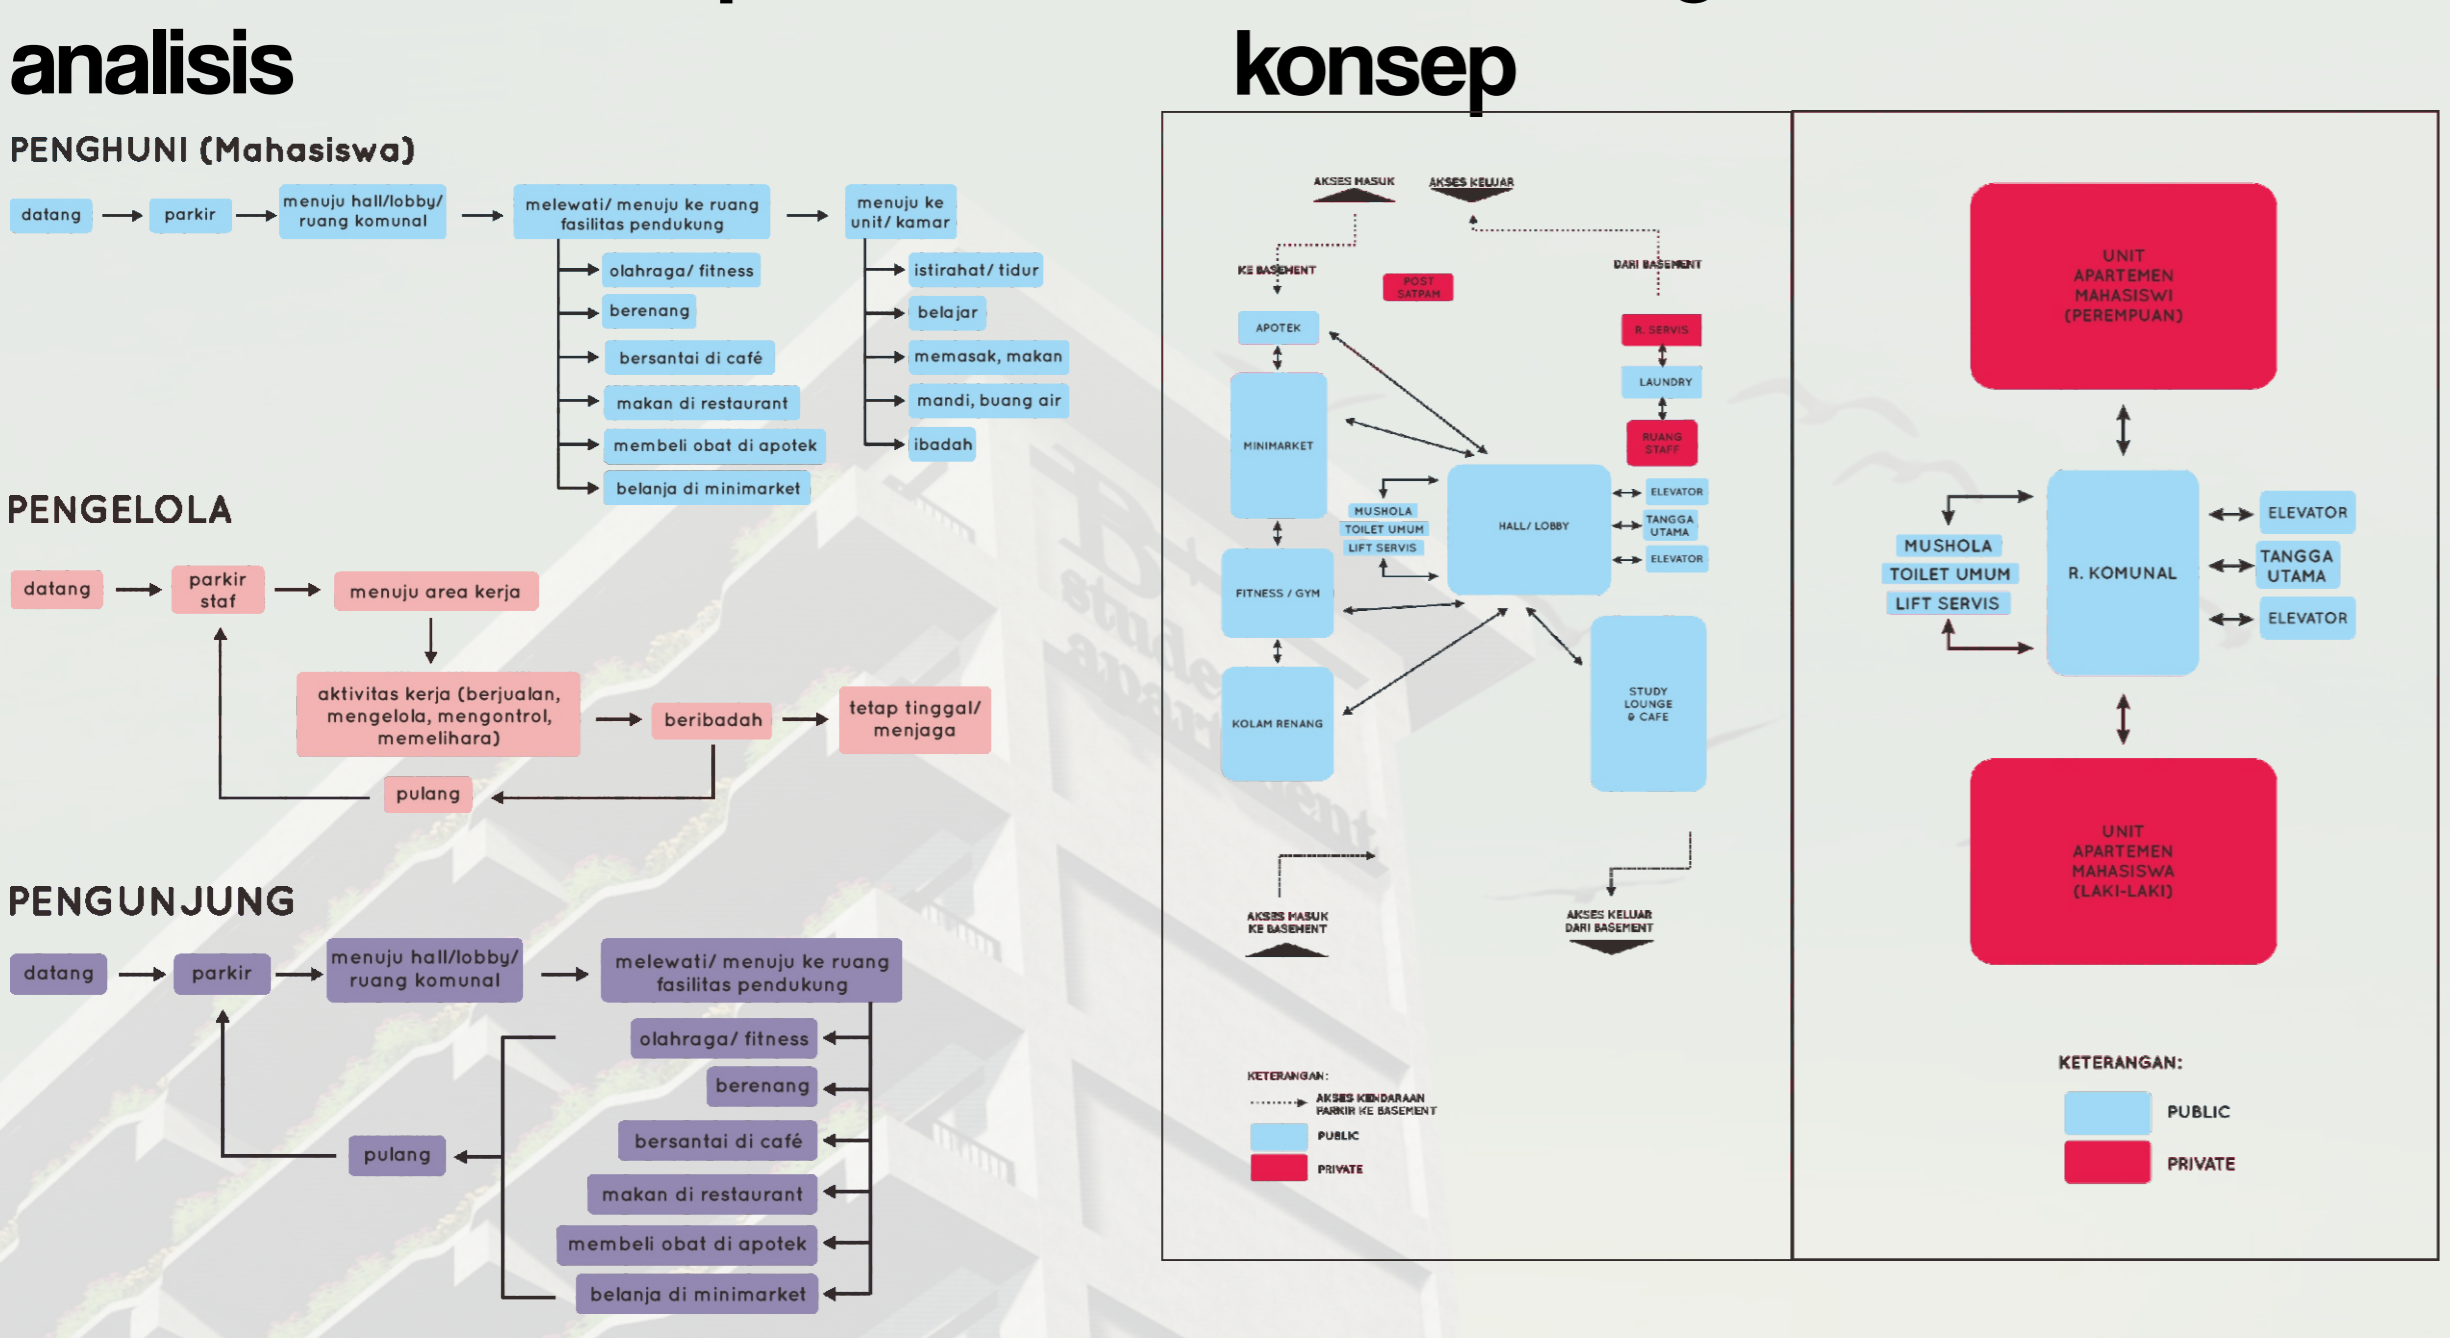 analisis
PENGHUNI (Mahasiswa)
datang
parkir
menuju hall/lobby/
ruang komunal
melewati/ menuju ke ruang
fasilitas pendukung
menuju ke
unit/ kamar
olahraga/ fitness
berenang
bersantai di café
makan di restaurant
membeli obat di apotek
belanja di minimarket
istirahat/ tidur
belajar
memasak, makan
mandi, buang air
ibadah
PENGELOLA
datang
parkir
staf
menuju area kerja
aktivitas kerja (berjualan,
mengelola, mengontrol,
memelihara)
beribadah
tetap tinggal/
menjaga
pulang
PENGUNJUNG
datang
parkir
menuju hall/lobby/
ruang komunal
melewati/ menuju ke ruang
fasilitas pendukung
olahraga/ fitness
berenang
bersantai di café
makan di restaurant
membeli obat di apotek
belanja di minimarket
pulang
konsep
AKSES MASUK
AKSES KELUAR
KE BASEMENT
DARI BASEMENT
POST
SATPAM
APOTEK
R. SERVIS
LAUNDRY
RUANG
STAFF
MINIMARKET
MUSHOLA
TOILET UMUM
LIFT SERVIS
HALL/ LOBBY
ELEVATOR
TANGGA
UTAMA
ELEVATOR
FITNESS / GYM
KOLAM RENANG
STUDY
LOUNGE
& CAFE
AKSES MASUK
KE BASEMENT
AKSES KELUAR
DARI BASEMENT
KETERANGAN:
AKSES KENDARAAN
PARKIR KE BASEMENT
PUBLIC
PRIVATE
UNIT
APARTEMEN
MAHASISWI
(PEREMPUAN)
MUSHOLA
TOILET UMUM
LIFT SERVIS
R. KOMUNAL
ELEVATOR
TANGGA
UTAMA
ELEVATOR
UNIT
APARTEMEN
MAHASISWA
(LAKI-LAKI)
KETERANGAN:
PUBLIC
PRIVATE